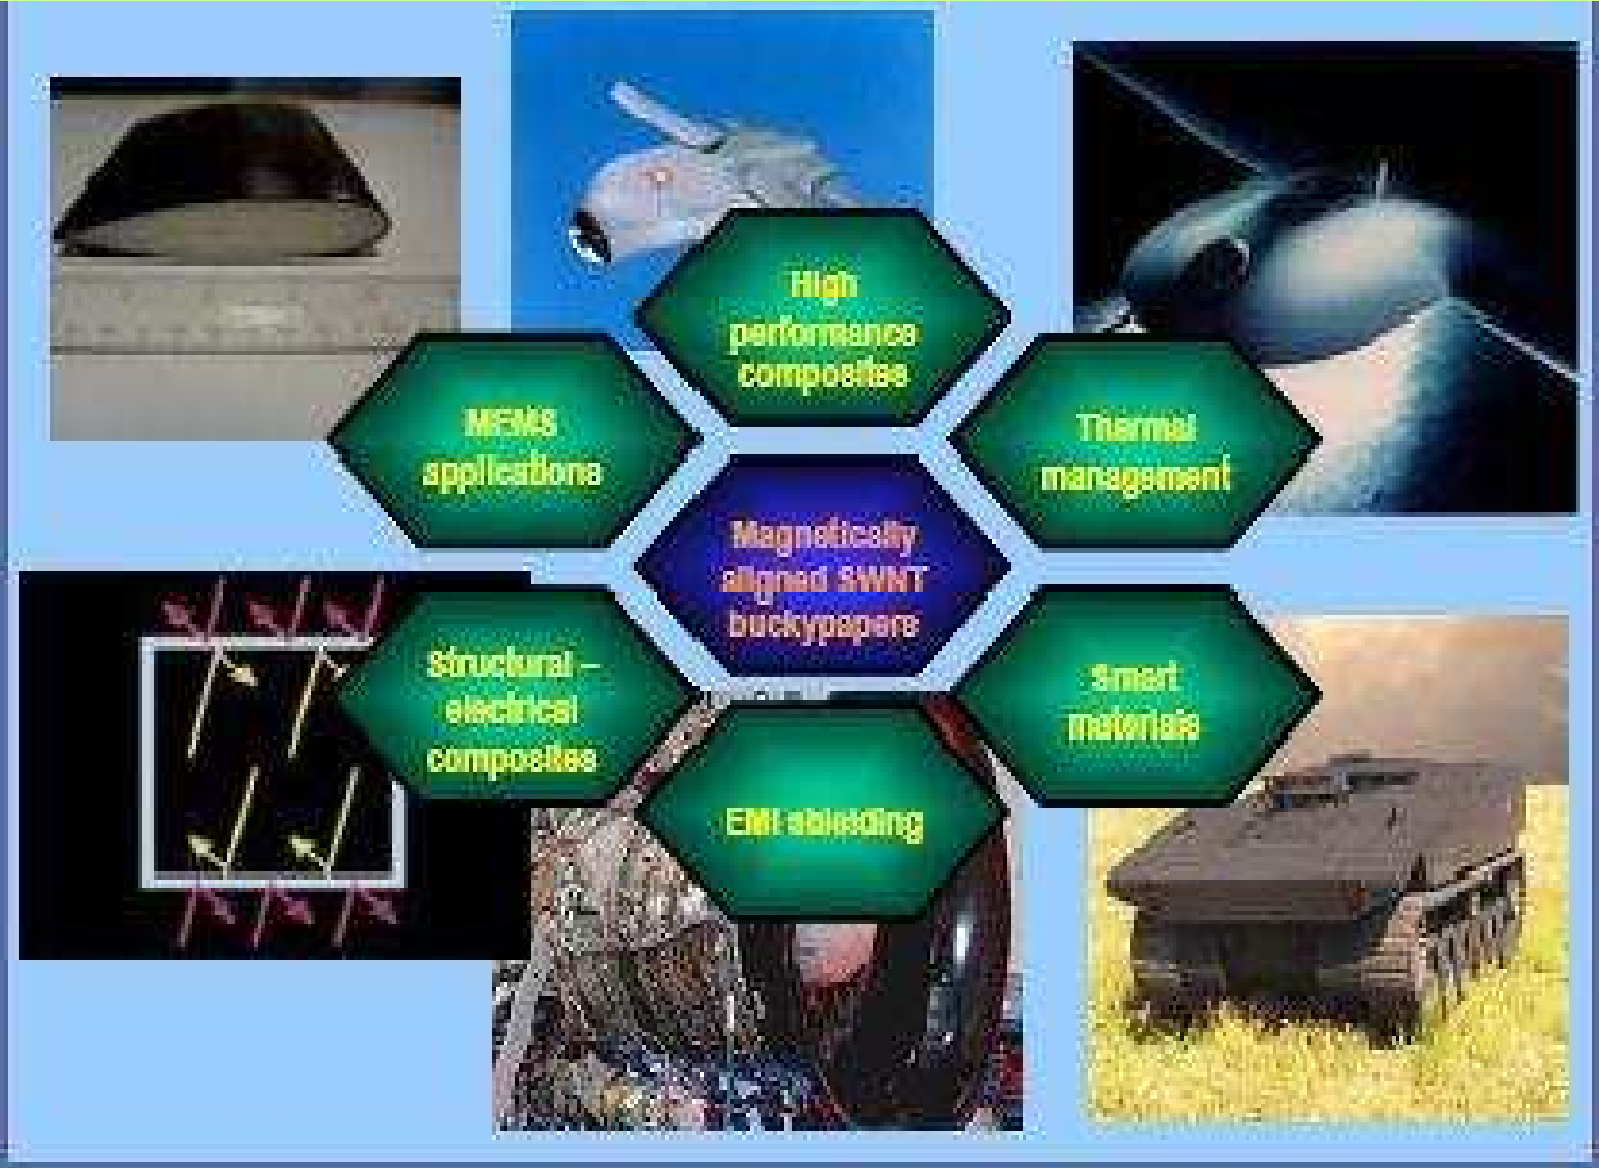 High
performance
composites
MEMS
applications
Thermal
management
Magnetically
aligned SWNT
buckypapers
Structural –
electrical
composites
Smart
materials
EMI shielding